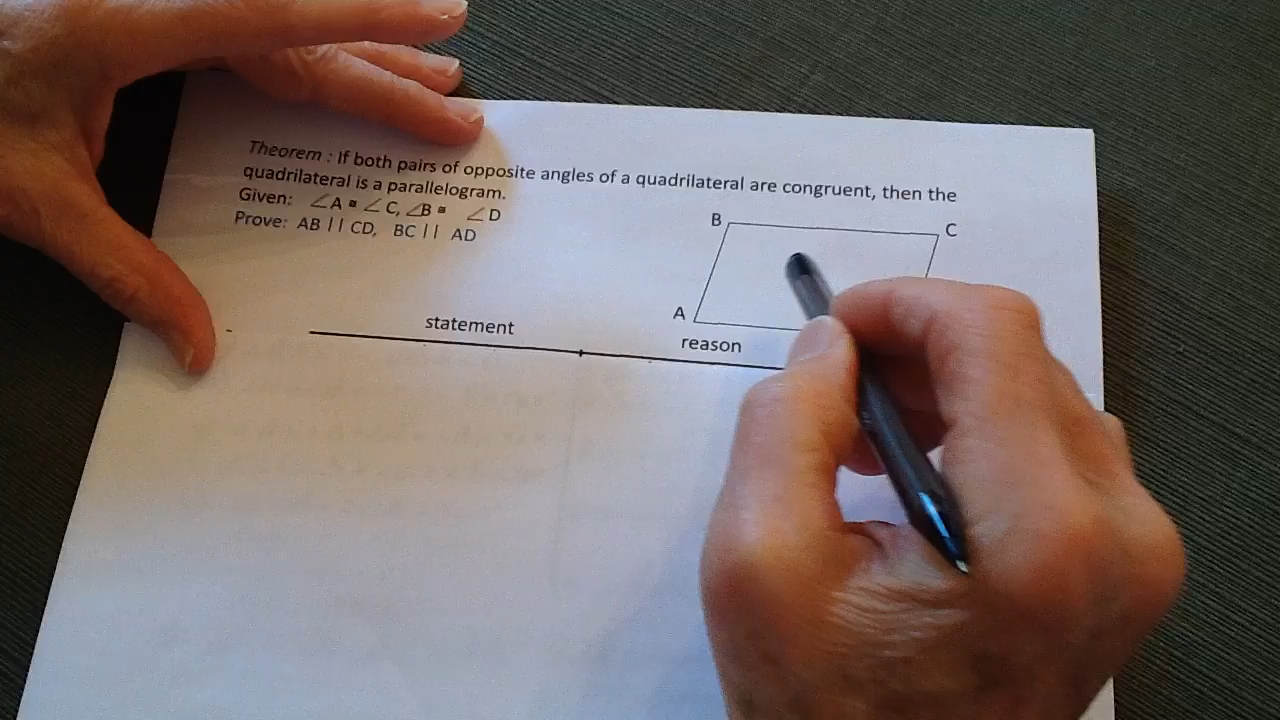 Theorem : If both pairs of opposite angles of a quadrilateral are congruent, then the
quadrilateral is a parallelogram.
Given: ∠A ≅ ∠C, ∠B ≅ ∠D
Prove: AB || CD, BC || AD
B
C
A
statement
reason